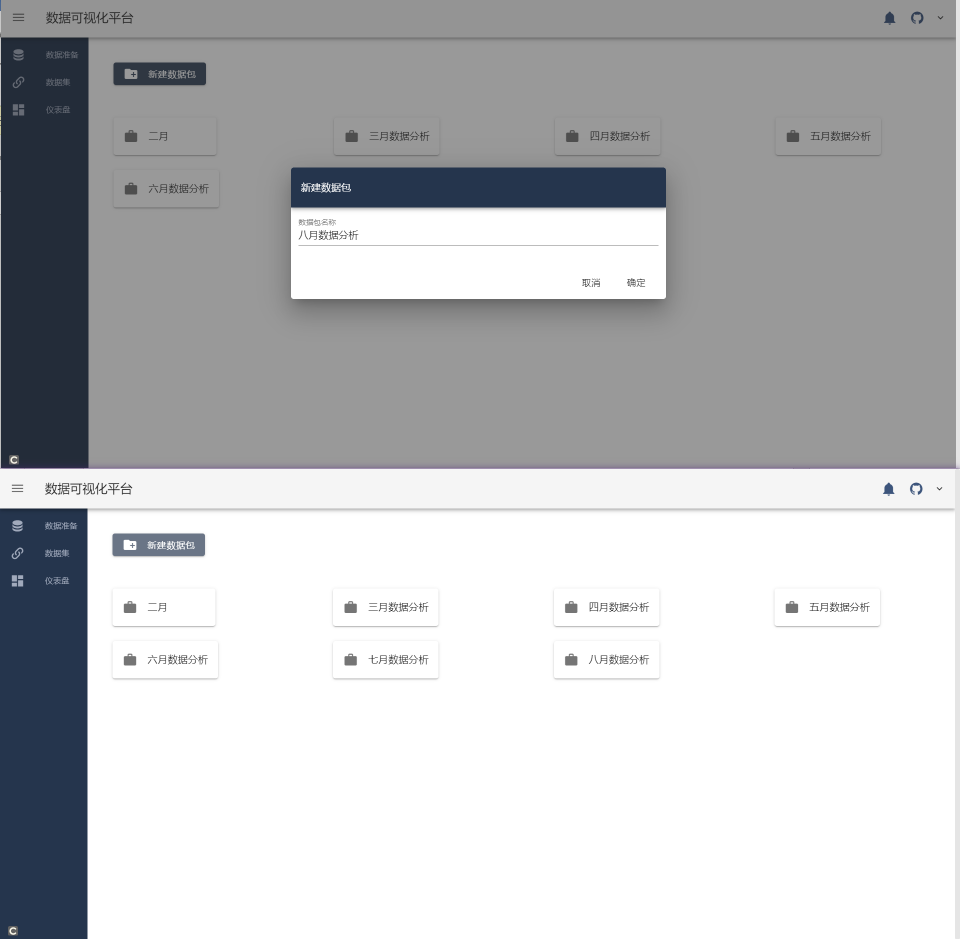 数据可视化平台
数据准备
数据集
仪表盘
新建数据包
二月
三月数据分析
四月数据分析
五月数据分析
六月数据分析
新建数据包
数据包名称
八月数据分析
取消
确定
C
数据可视化平台
数据准备
数据集
仪表盘
新建数据包
二月
三月数据分析
四月数据分析
五月数据分析
六月数据分析
七月数据分析
八月数据分析
C